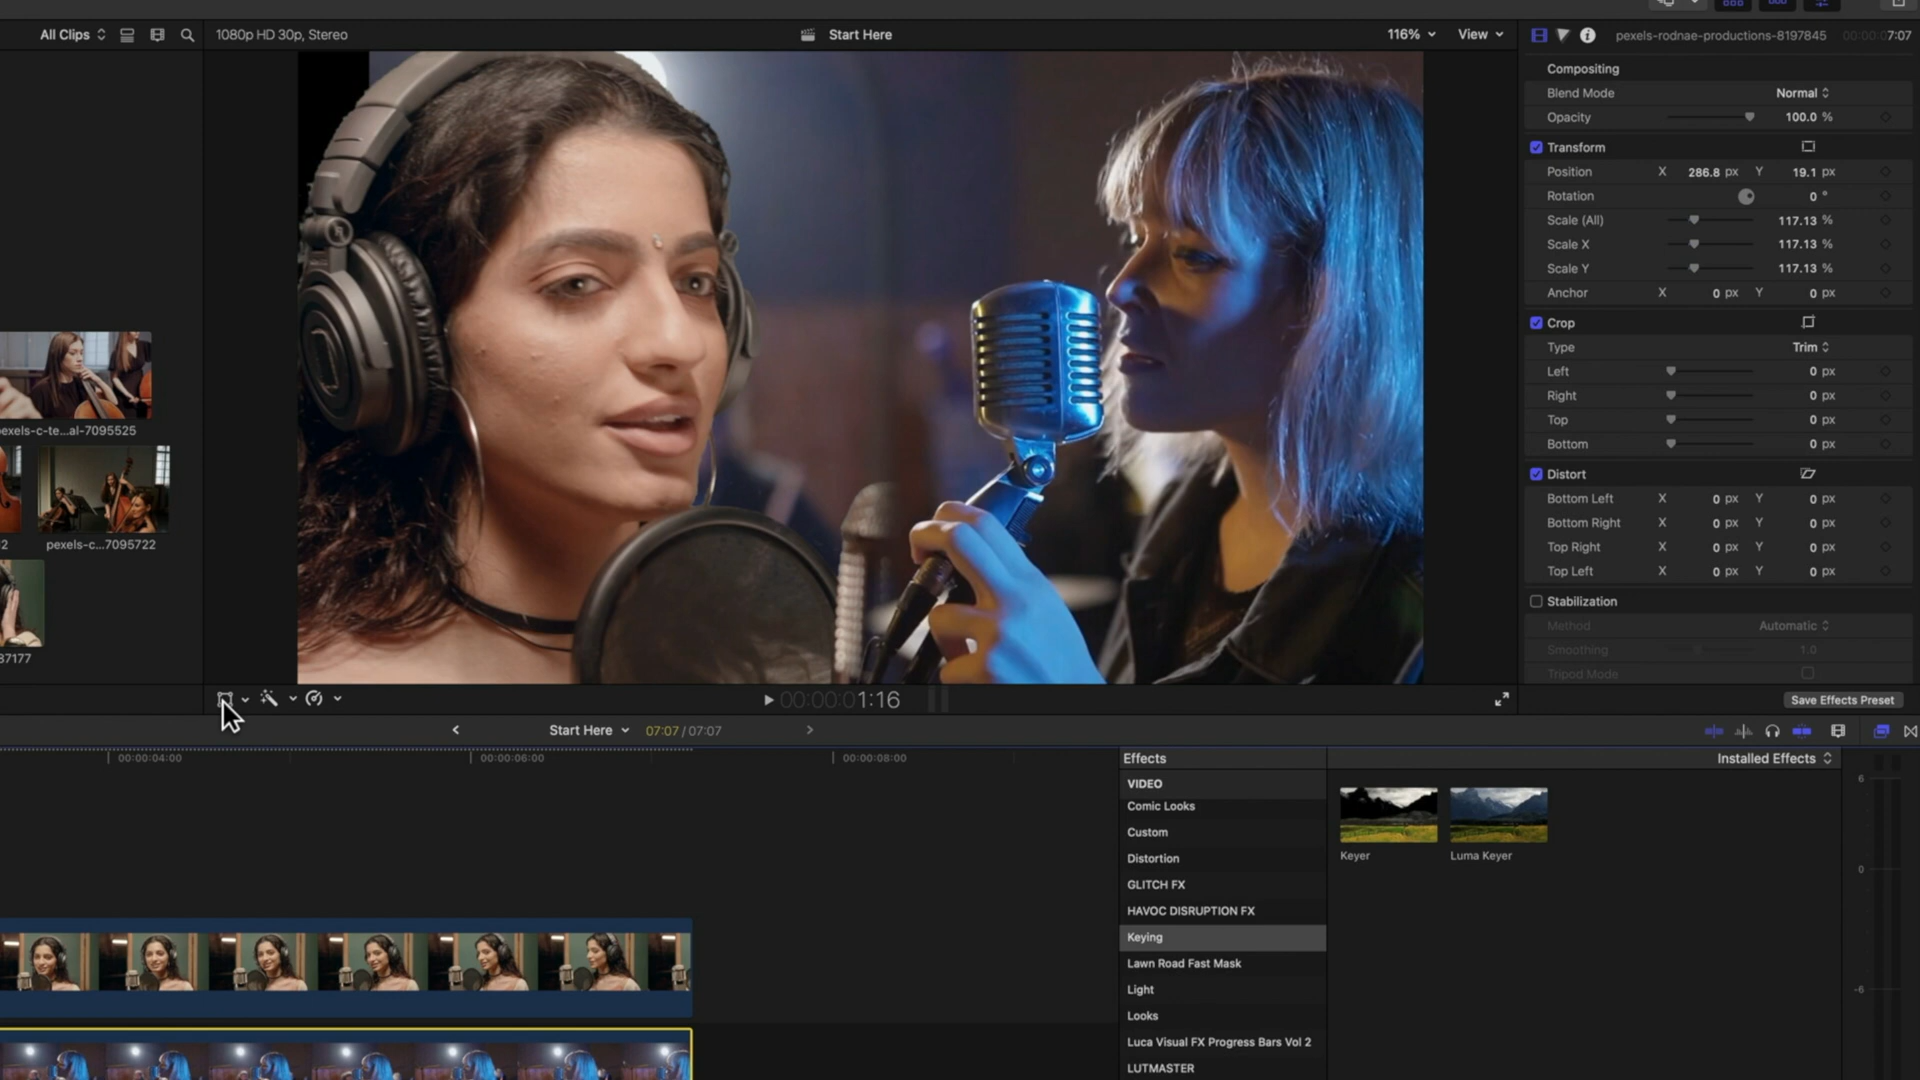 All Clips
1080p HD 30p, Stereo
Start Here
116%
View
pexels-rodnae-productions-8197845
00:00:07:07
Compositing
Blend Mode Normal
Opacity 100.0 %
Transform
Position X 286.8 px Y 19.1 px
Rotation 0 °
Scale (All) 117.13 %
Scale X 117.13 %
Scale Y 117.13 %
Anchor X 0 px Y 0 px
Crop
Type Trim
Left 0 px
Right 0 px
Top 0 px
Bottom 0 px
Distort
Bottom Left X 0 px Y 0 px
Bottom Right X 0 px Y 0 px
Top Right X 0 px Y 0 px
Top Left X 0 px Y 0 px
Stabilization
Method Automatic
Smoothing 1.0
Tripod Mode
Save Effects Preset
exels-c-te...al-7095525
2
pexels-c...7095722
87177
00:00:01:16
Start Here
07:07 / 07:07
00:00:04:00
00:00:06:00
00:00:08:00
Effects
Installed Effects
VIDEO
Comic Looks
Custom
Distortion
GLITCH FX
HAVOC DISRUPTION FX
Keying
Lawn Road Fast Mask
Light
Looks
Luca Visual FX Progress Bars Vol 2
LUTMASTER
Keyer
Luma Keyer
6
0
-6